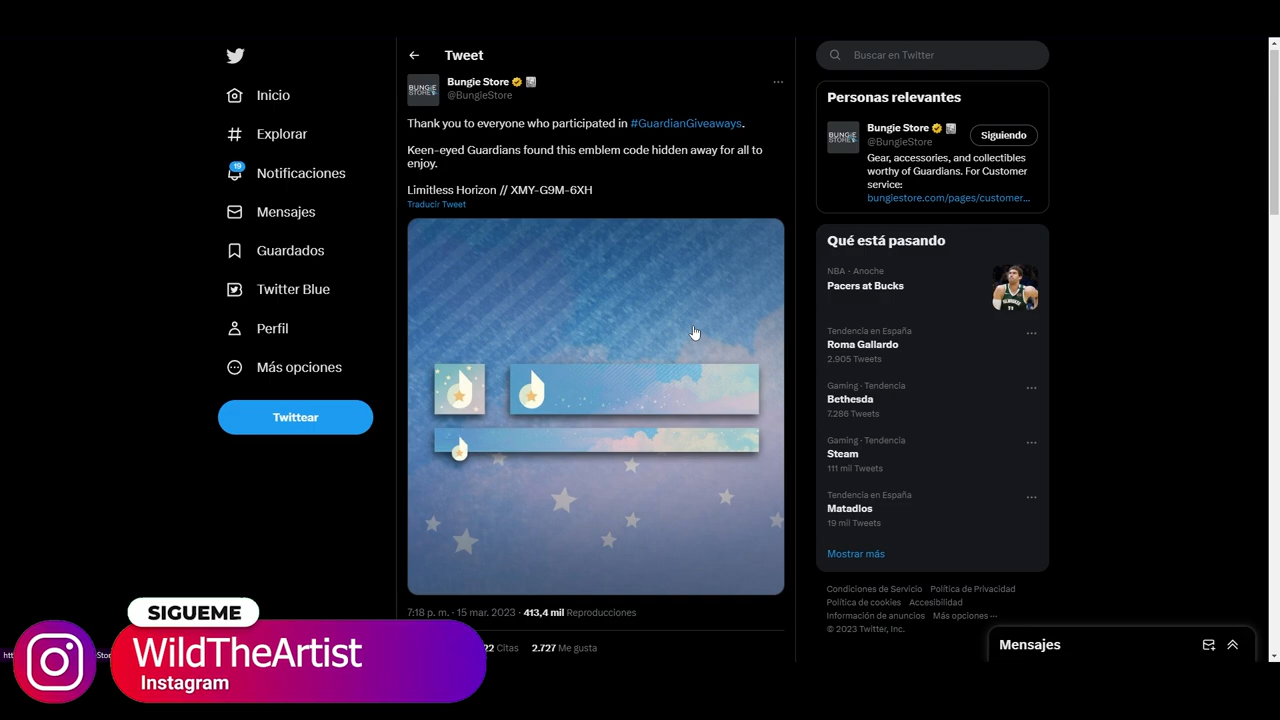 Inicio
Explorar
19
Notificaciones
Mensajes
Guardados
Twitter Blue
Perfil
Más opciones
Twittear
Tweet
BUNGIE STORE
Bungie Store
@BungieStore
Thank you to everyone who participated in #GuardianGiveaways.
Keen-eyed Guardians found this emblem code hidden away for all to
enjoy.
Limitless Horizon // XMY-G9M-6XH
Traducir Tweet
7:18 p. m. · 15 mar. 2023 · 413,4 mil Reproducciones
22 Citas 2.727 Me gusta
Buscar en Twitter
Personas relevantes
BUNGIE STORE
Bungie Store
@BungieStore
Siguiendo
Gear, accessories, and collectibles
worthy of Guardians. For Customer
service:
bungiestore.com/pages/customer...
Qué está pasando
NBA · Anoche
Pacers at Bucks
Tendencia en España
Roma Gallardo
2.905 Tweets
Gaming · Tendencia
Bethesda
7.286 Tweets
Gaming · Tendencia
Steam
111 mil Tweets
Tendencia en España
Matadlos
19 mil Tweets
Mostrar más
Condiciones de Servicio Política de Privacidad
Política de cookies Accesibilidad
Información de anuncios Más opciones ···
© 2023 Twitter, Inc.
Mensajes
SIGUEME
WildTheArtist
Instagram